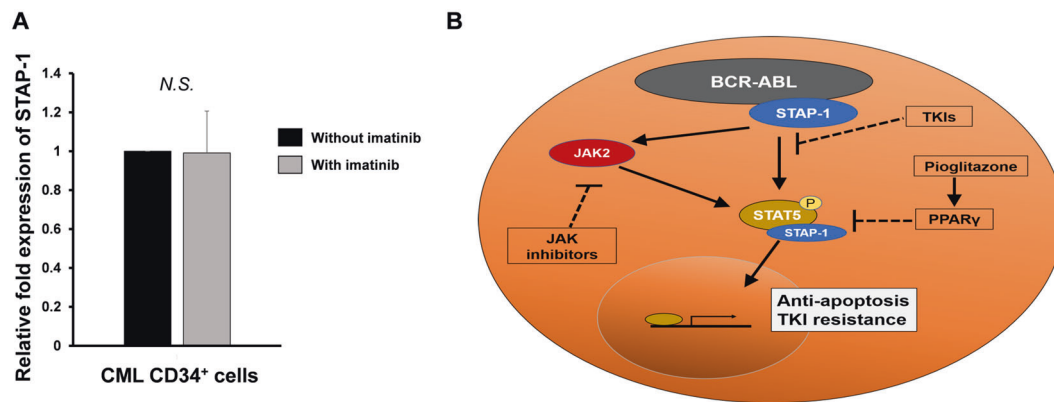 A
Relative fold expression of STAP-1
1.4
1.2
1
0.8
0.6
0.4
0.2
0
N.S.
Without imatinib
With imatinib
CML CD34⁺ cells
B
BCR-ABL
STAP-1
TKIs
JAK2
Pioglitazone
P
STAT5
STAP-1
PPARγ
JAK
inhibitors
Anti-apoptosis
TKI resistance